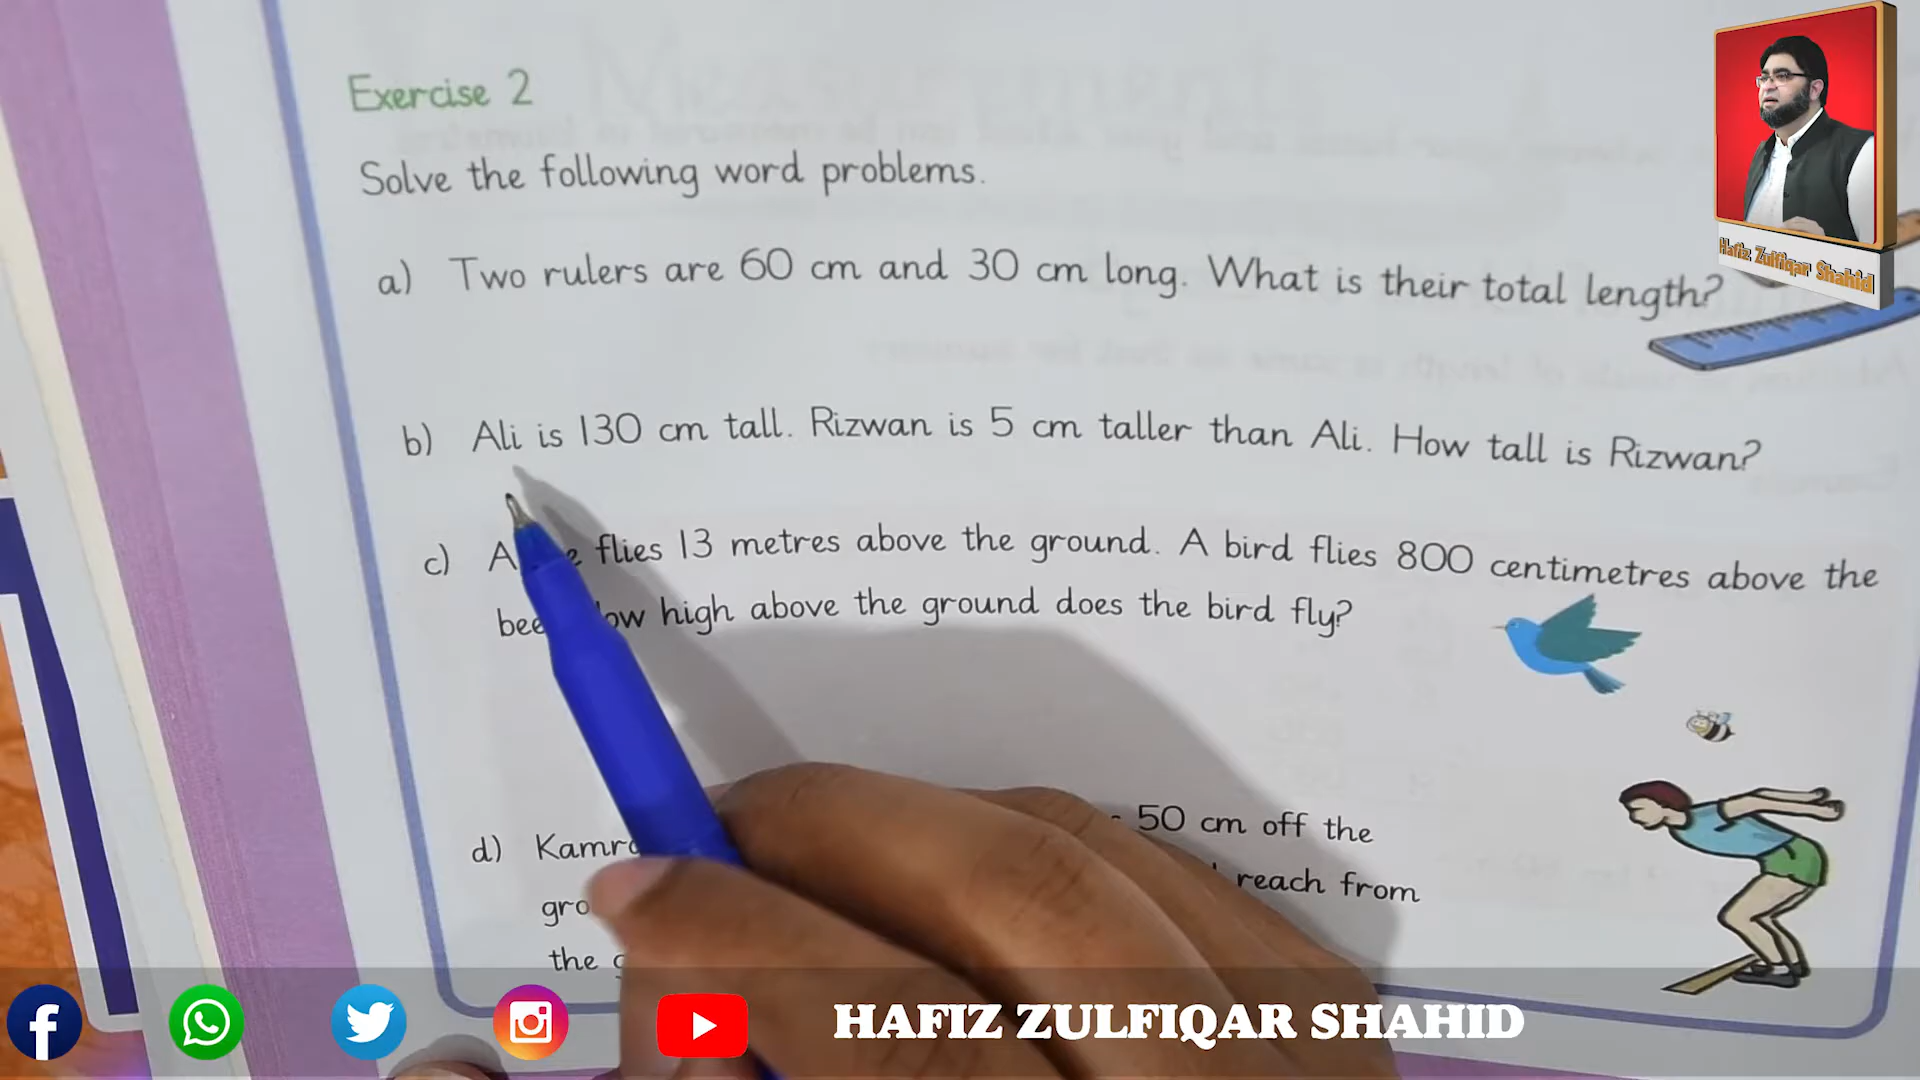 Exercise 2
Solve the following word problems.
a) Two rulers are 60 cm and 30 cm long. What is their total length?
b) Ali is 130 cm tall. Rizwan is 5 cm taller than Ali. How tall is Rizwan?
c) A flies 13 metres above the ground. A bird flies 800 centimetres above the
high above the ground does the bird fly?
d) 50 cm off the
reach from
the
Hafiz Zulfiqar Shahid
HAFIZ ZULFIQAR SHAHID